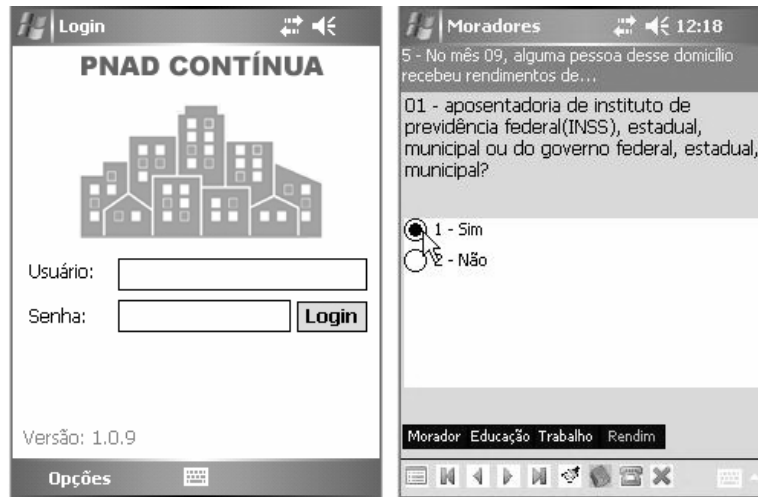 Login
PNAD CONTÍNUA
Usuário:
Senha:
Login
Versão: 1.0.9
Opções
Moradores
12:18
5 - No mês 09, alguma pessoa desse domicílio
recebeu rendimentos de...
01 - aposentadoria de instituto de
previdência federal(INSS), estadual,
municipal ou do governo federal, estadual,
municipal?
1 - Sim
2 - Não
Morador Educação Trabalho Rendim